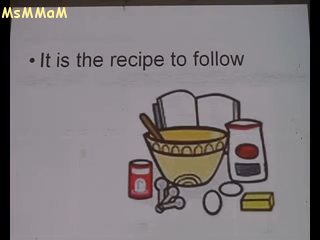 MsMMaM
• It is the recipe to follow